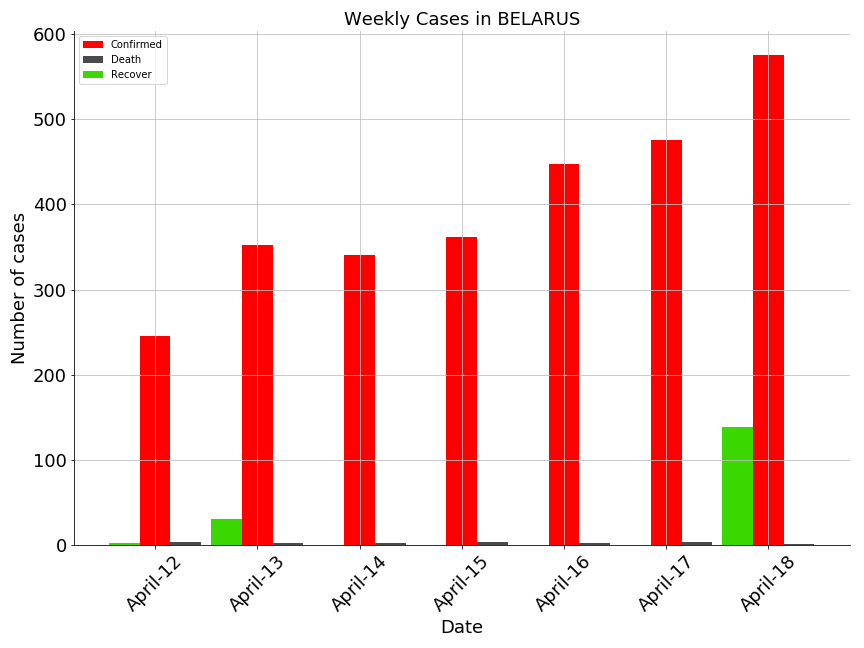 Weekly Cases in BELARUS
Confirmed
Death
Recover
600
500
400
300
200
100
0
Number of cases
April-12
April-13
April-14
April-15
April-16
April-17
April-18
Date